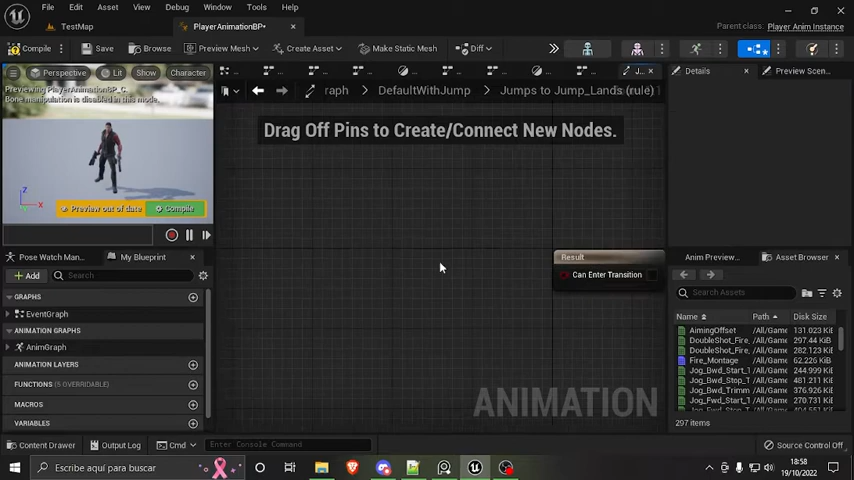 File Edit Asset View Debug Window Tools Help
TestMap PlayerAnimationBP•
Parent class: Player Anim Instance
Compile Save Browse Preview Mesh Create Asset Make Static Mesh Diff
Perspective Lit Show Character
Previewing PlayerAnimationBP_C.
Bone manipulation is disabled in this mode.
Preview out of date Compile
raph > DefaultWithJump > Jumps to Jump_Lands (rule)
Drag Off Pins to Create/Connect New Nodes.
Result
Can Enter Transition
ANIMATION
Details Preview Scen...
Pose Watch Man... My Blueprint
Add Search
GRAPHS
EventGraph
ANIMATION GRAPHS
AnimGraph
ANIMATION LAYERS
FUNCTIONS (5 OVERRIDABLE)
MACROS
VARIABLES
Anim Preview... Asset Browser
Search Assets
Name Path Disk Size
AimingOffset /All/Game 131.023 KiB
DoubleShot_Fire_ /All/Game 297.44 KiB
DoubleShot_Fire_ /All/Game 282.123 KiB
Fire_Montage /All/Game 62.226 KiB
Jog_Bwd_Start_T /All/Game 244.999 KiB
Jog_Bwd_Stop_T /All/Game 481.211 KiB
Jog_Bwd_Trimm /All/Game 376.926 KiB
Jog_Fwd_Start_T /All/Game 270.731 KiB
297 items
Content Drawer Output Log Cmd Enter Console Command Source Control Off
Escribe aquí para buscar
18:58
19/10/2022